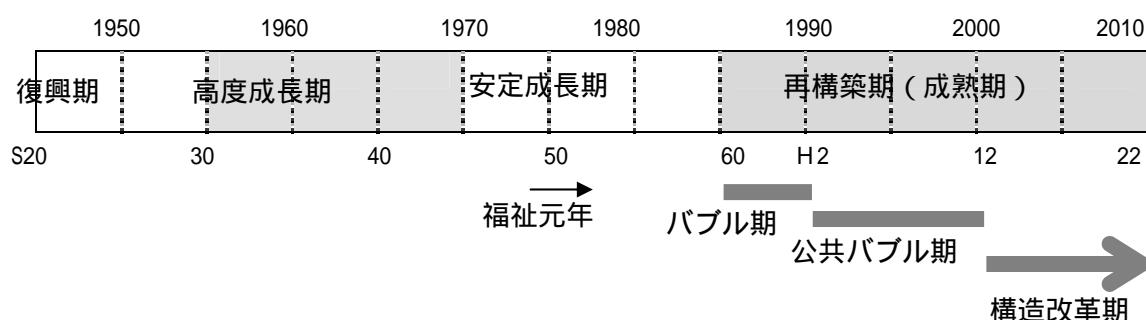 1950 1960 1970 1980 1990 2000 2010
復興期 高度成長期 安定成長期 再構築期(成熟期)
S20 30 40 50 60 H2 12 22
福祉元年 バブル期
公共バブル期
構造改革期